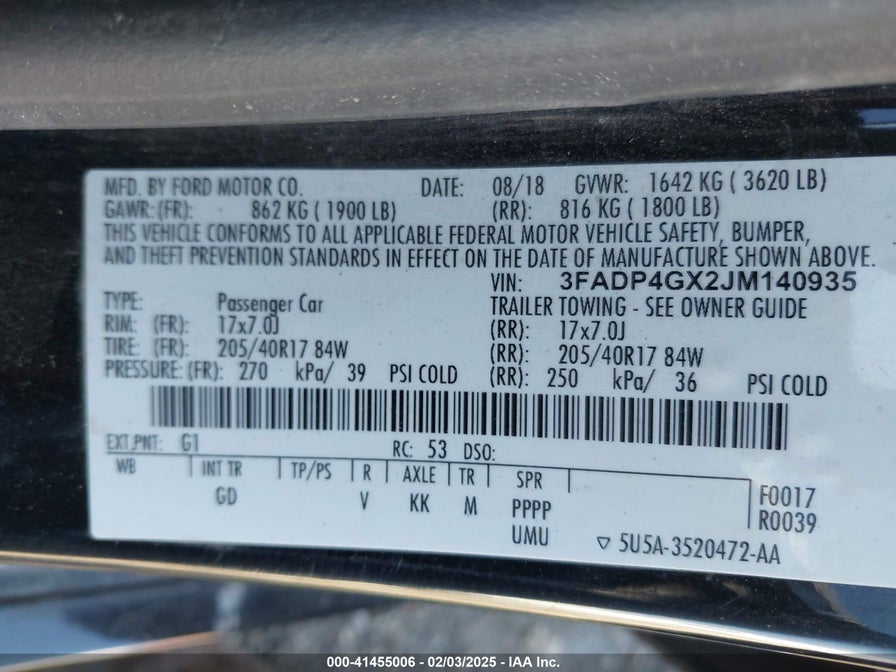 MFD. BY FORD MOTOR CO. DATE: 08/18 GVWR: 1642 KG ( 3620 LB)
GAWR: (FR): 862 KG ( 1900 LB) (RR): 816 KG ( 1800 LB)
THIS VEHICLE CONFORMS TO ALL APPLICABLE FEDERAL MOTOR VEHICLE SAFETY, BUMPER,
AND THEFT PREVENTION STANDARDS IN EFFECT ON THE DATE OF MANUFACTURE SHOWN ABOVE.
VIN: 3FADP4GX2JM140935
TYPE: Passenger Car TRAILER TOWING - SEE OWNER GUIDE
RIM: (FR): 17x7.0J (RR): 17x7.0J
TIRE: (FR): 205/40R17 84W (RR): 205/40R17 84W
PRESSURE: (FR): 270 kPa/ 39 PSI COLD (RR): 250 kPa/ 36 PSI COLD
EXT.PNT: G1 RC: 53 DSO:
WB INT TR TP/PS R AXLE TR SPR
GD V KK M PPPP F0017
UMU R0039
▽ 5U5A-3520472-AA
000-41455006 - 02/03/2025 - IAA Inc.